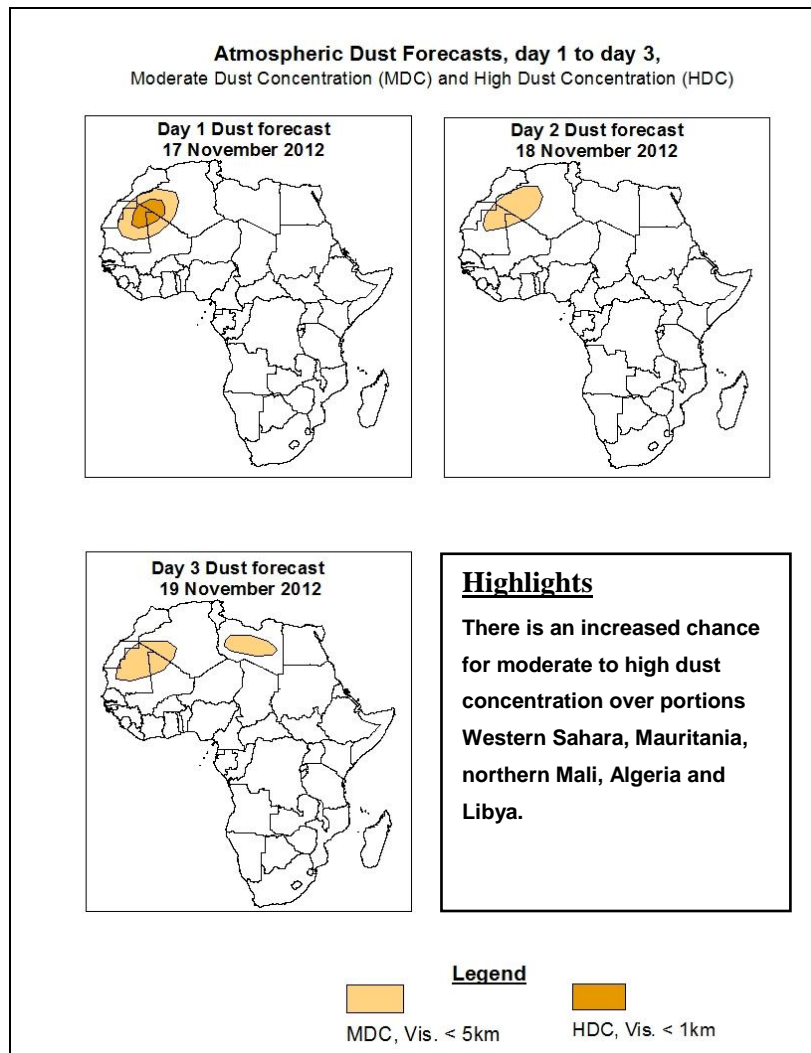 Atmospheric Dust Forecasts, day 1 to day 3,
Moderate Dust Concentration (MDC) and High Dust Concentration (HDC)
Day 1 Dust forecast
17 November 2012
Day 2 Dust forecast
18 November 2012
Day 3 Dust forecast
19 November 2012
Highlights
There is an increased chance
for moderate to high dust
concentration over portions
Western Sahara, Mauritania,
northern Mali, Algeria and
Libya.
Legend
MDC, Vis. < 5km
HDC, Vis. < 1km